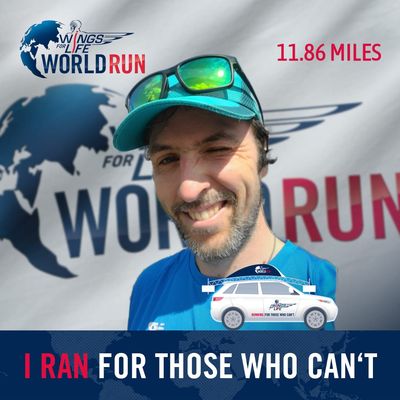 WINGS
FOR LIFE
WORLD RUN
11.86 MILES
FOR L
WORLD RUN
RUNNING FOR THOSE WHO CAN'T
I RAN FOR THOSE WHO CAN‘T